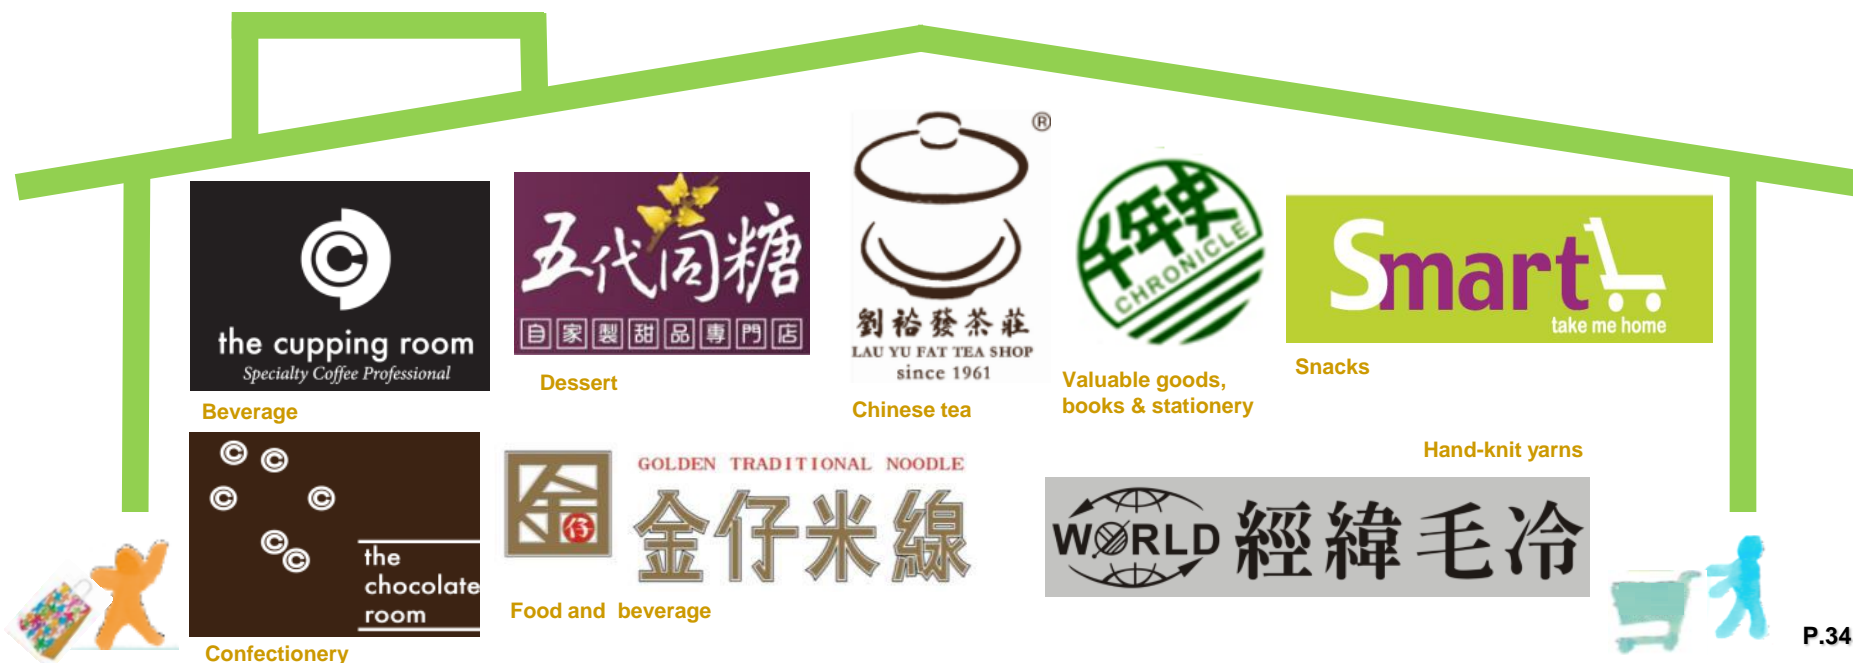 the cupping room
Specialty Coffee Professional
Beverage
五代同糖
自家製甜品專門店
Dessert
®
劉裕發茶莊
LAU YU FAT TEA SHOP
since 1961
Chinese tea
千年史
CHRONICLE
Valuable goods,
books & stationery
Smart
take me home
Snacks
the
chocolate
room
Confectionery
金仔
GOLDEN TRADITIONAL NOODLE
金仔米線
Food and beverage
Hand-knit yarns
WORLD 經緯毛冷
P.34